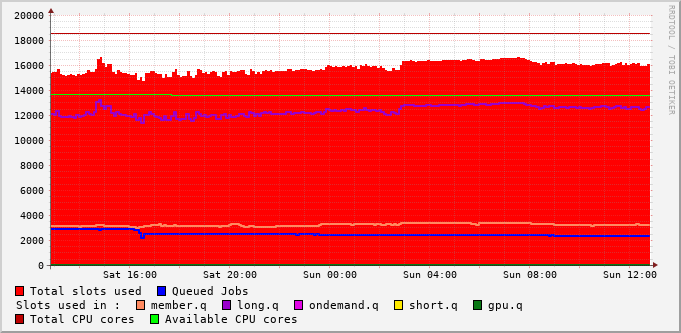 20000
18000
16000
14000
12000
10000
8000
6000
4000
2000
0
Sat 16:00 Sat 20:00 Sun 00:00 Sun 04:00 Sun 08:00 Sun 12:00
Total slots used Queued Jobs
Slots used in : member.q long.q ondemand.q short.q gpu.q
Total CPU cores Available CPU cores
RRDTOOL / TOBI OETIKER